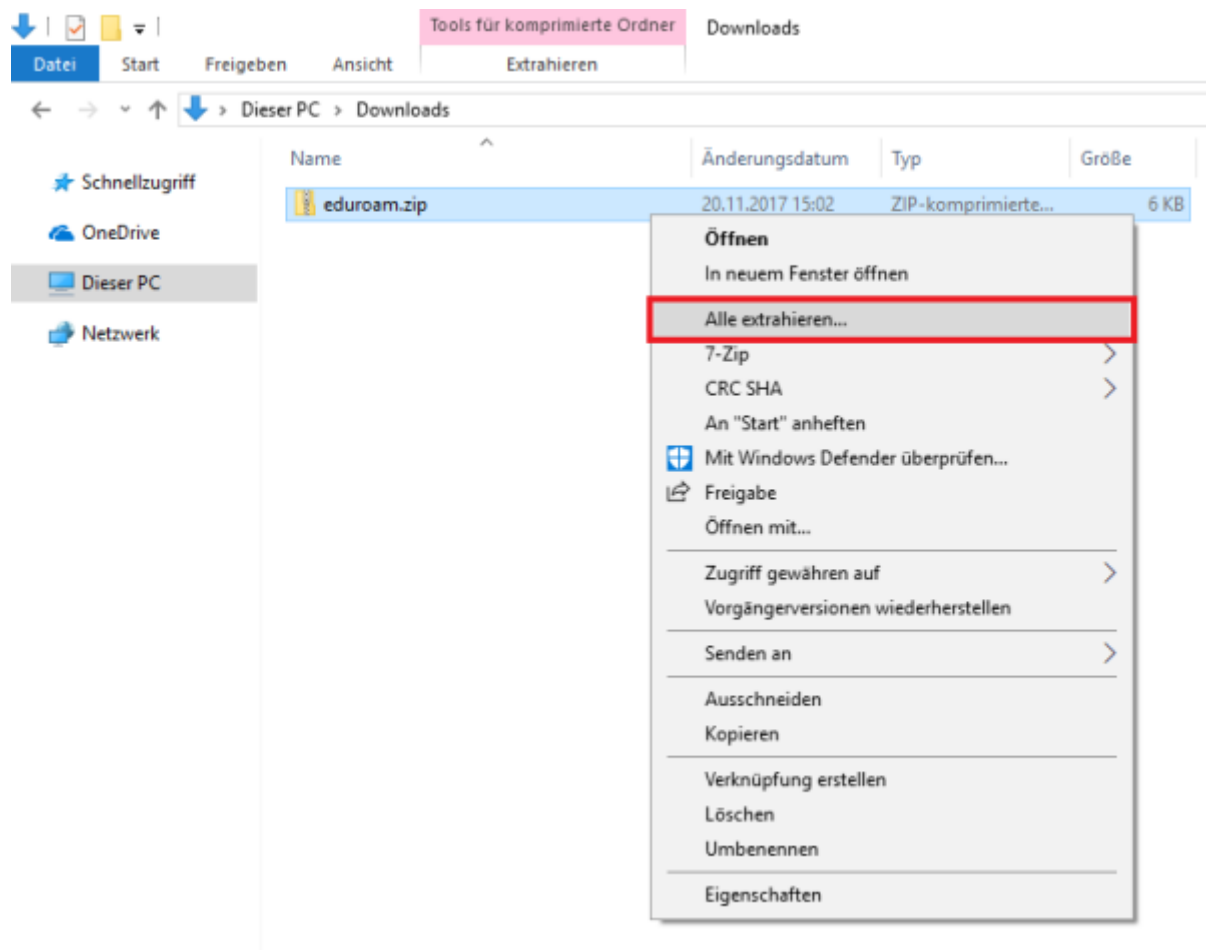 Tools für komprimierte Ordner Downloads
Datei Start Freigeben Ansicht Extrahieren
Dieser PC > Downloads
Name Änderungsdatum Typ Größe
Schnellzugriff
OneDrive
Dieser PC
Netzwerk
eduroam.zip 20.11.2017 15:02 ZIP-komprimierte... 6 KB
Öffnen
In neuem Fenster öffnen
Alle extrahieren...
7-Zip
CRC SHA
An "Start" anheften
Mit Windows Defender überprüfen...
Freigabe
Öffnen mit...
Zugriff gewähren auf
Vorgängerversionen wiederherstellen
Senden an
Ausschneiden
Kopieren
Verknüpfung erstellen
Löschen
Umbenennen
Eigenschaften